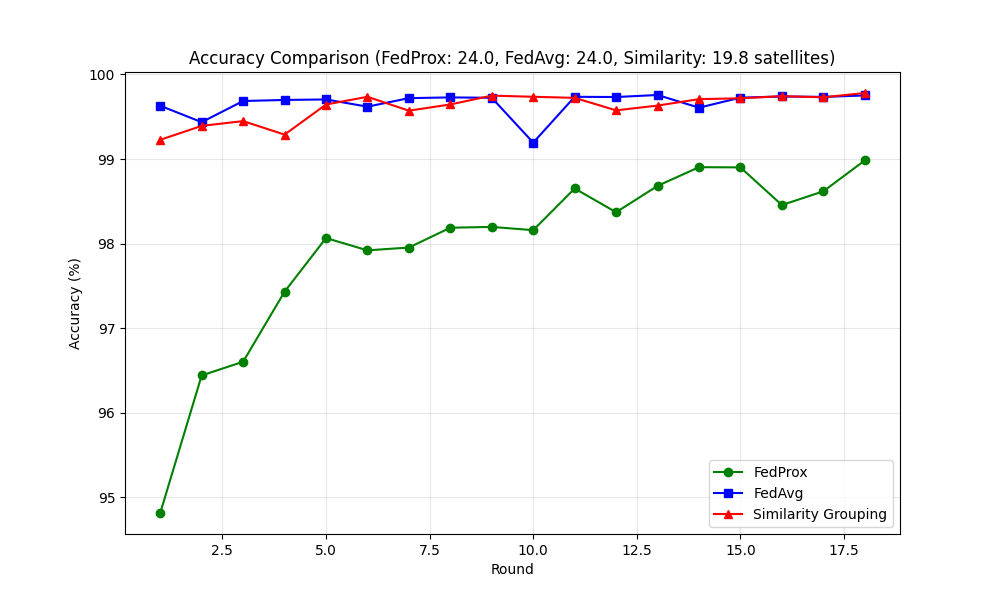 Accuracy Comparison (FedProx: 24.0, FedAvg: 24.0, Similarity: 19.8 satellites)
100
99
98
97
96
95
Accuracy (%)
2.5 5.0 7.5 10.0 12.5 15.0 17.5
Round
FedProx
FedAvg
Similarity Grouping